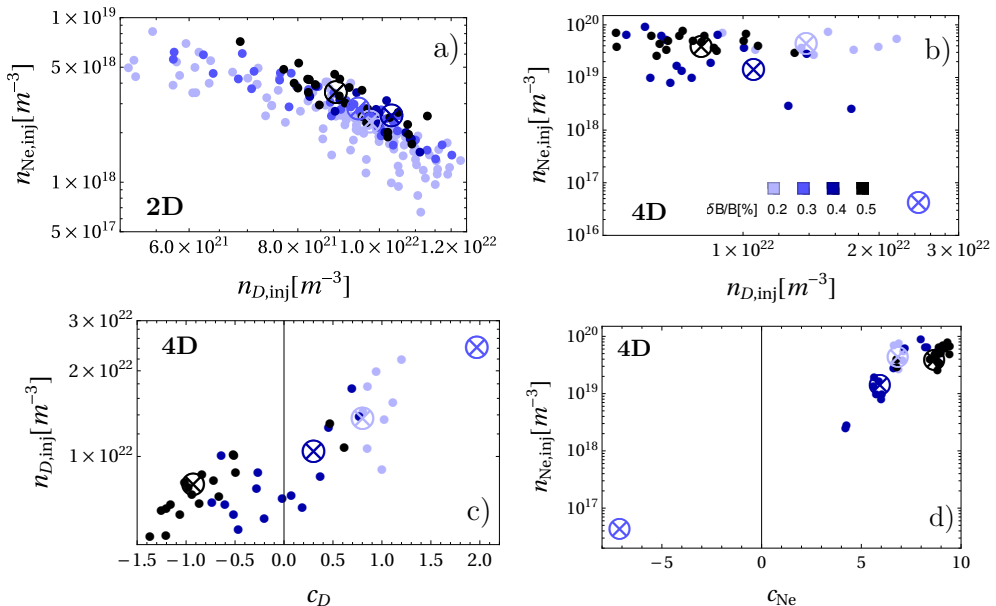 a)
1 × 10^19
5 × 10^18
1 × 10^18
5 × 10^17
n_Ne,inj [m^−3]
2D
6.0 × 10^21
8.0 × 10^21
1.0 × 10^22
1.2 × 10^22
n_D,inj [m^−3]
b)
10^20
10^19
10^18
10^17
10^16
n_Ne,inj [m^−3]
4D
δB/B[%]
0.2 0.3 0.4 0.5
1 × 10^22
2 × 10^22
3 × 10^22
n_D,inj [m^−3]
4D
3 × 10^22
2 × 10^22
1 × 10^22
n_D,inj [m^−3]
c)
−1.5 −1.0 −0.5 0.0 0.5 1.0 1.5 2.0
c_D
4D
10^20
10^19
10^18
10^17
n_Ne,inj [m^−3]
d)
−5 0 5 10
c_Ne